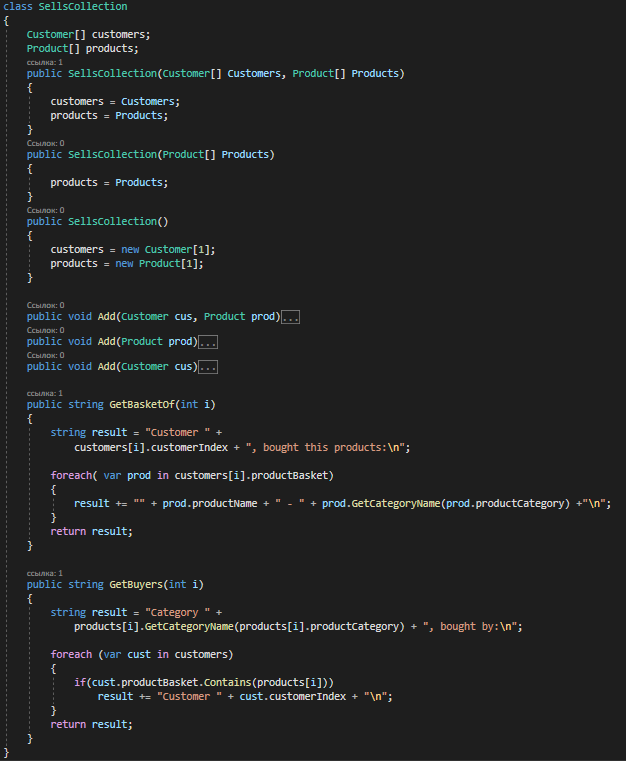 class SellsCollection
{
Customer[] customers;
Product[] products;
ссылка: 1
public SellsCollection(Customer[] Customers, Product[] Products)
{
customers = Customers;
products = Products;
}
Ссылок: 0
public SellsCollection(Product[] Products)
{
products = Products;
}
Ссылок: 0
public SellsCollection()
{
customers = new Customer[1];
products = new Product[1];
}
Ссылок: 0
public void Add(Customer cus, Product prod)...
Ссылок: 0
public void Add(Product prod)...
Ссылок: 0
public void Add(Customer cus)...
ссылка: 1
public string GetBasketOf(int i)
{
string result = "Customer " +
customers[i].customerIndex + ", bought this products:\n";
foreach( var prod in customers[i].productBasket)
{
result += "" + prod.productName + " - " + prod.GetCategoryName(prod.productCategory) +"\n";
}
return result;
}
ссылка: 1
public string GetBuyers(int i)
{
string result = "Category " +
products[i].GetCategoryName(products[i].productCategory) + ", bought by:\n";
foreach (var cust in customers)
{
if(cust.productBasket.Contains(products[i]))
result += "Customer " + cust.customerIndex + "\n";
}
return result;
}
}